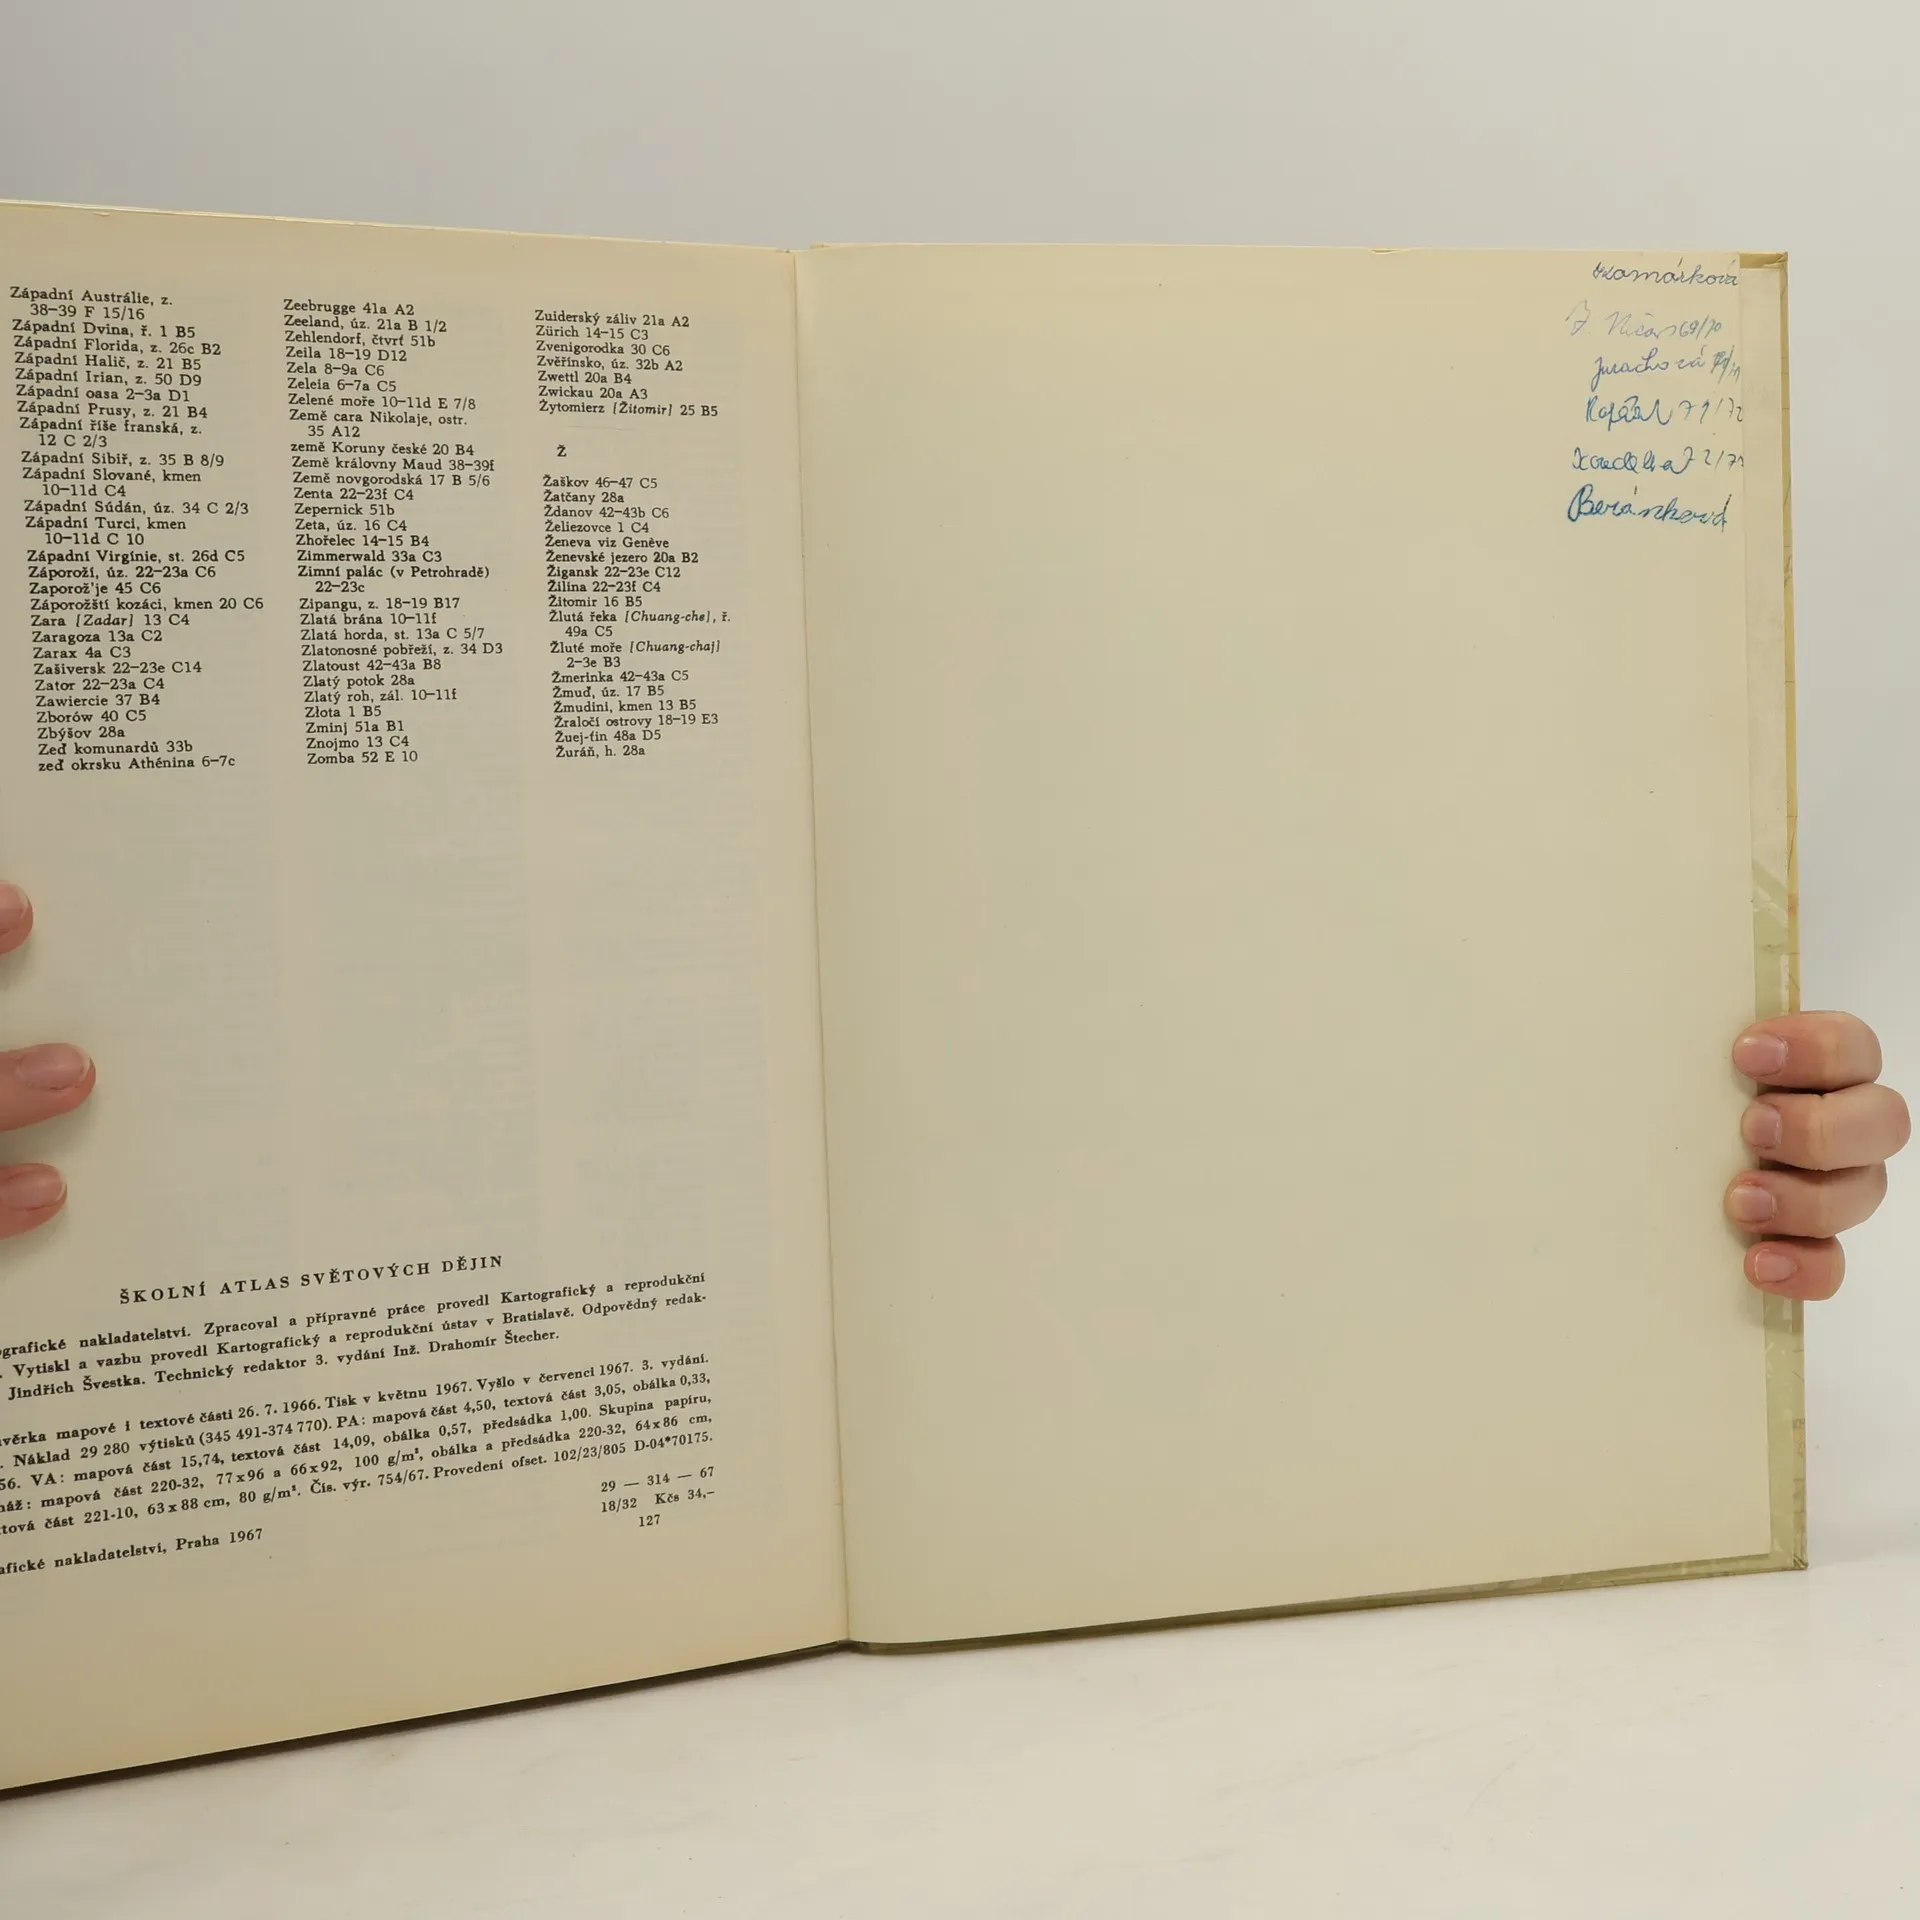 Západní Austrálie, z.
38—39 F 15/16
Západní Dvina, ř. 1 B5
Západní Florida, z. 26c B2
Západní Halič, z. 21 B5
Západní Irian, z. 50 D9
Západní oasa 2—3a D1
Západní Prusy, z. 21 B4
Západní říše franská, z.
12 C 2/3
Západní Sibiř, z. 35 B 8/9
Západní Slované, kmen
10—11d C4
Západní Súdán, úz. 34 C 2/3
Západní Turci, kmen
10—11d C 10
Západní Virgínie, st. 26d C5
Záporoží, úz. 22—23a C6
Zaporož'je 45 C6
Záporožští kozáci, kmen 20 C6
Zara [Zadar] 13 C4
Zaragoza 13a C2
Zarax 4a C3
Zašiversk 22—23e C14
Zator 22—23a C4
Zawiercie 37 B4
Zborów 40 C5
Zbýšov 28a
Zeď komunardů 33b
zeď okrsku Athénina 6—7c
Zeebrugge 41a A2
Zeeland, úz. 21a B 1/2
Zehlendorf, čtvrť 51b
Zeila 18—19 D12
Zela 8—9a C6
Zeleia 6—7a C5
Zelené moře 10—11d E 7/8
Země cara Nikolaje, ostr.
35 A12
země Koruny české 20 B4
Země královny Maud 38—39f
Země novgorodská 17 B 5/6
Zenta 22—23f C4
Zepernick 51b
Zeta, úz. 16 C4
Zhořelec 14—15 B4
Zimmerwald 33a C3
Zimní palác (v Petrohradě)
22—23c
Zipangu, z. 18—19 B17
Zlatá brána 10—11f
Zlatá horda, st. 13a C 5/7
Zlatonosné pobřeží, z. 34 D3
Zlatoust 42—43a B8
Zlatý potok 28a
Zlatý roh, zál. 10—11f
Złota 1 B5
Zminj 51a B1
Znojmo 13 C4
Zomba 52 E 10
Zuiderský záliv 21a A2
Zürich 14—15 C3
Zvenigorodka 30 C6
Zvěřínsko, úz. 32b A2
Zwettl 20a B4
Zwickau 20a A3
Żytomierz [Žitomir] 25 B5
Ž
Žaškov 46—47 C5
Žatčany 28a
Ždanov 42—43b C6
Želiezovce 1 C4
Ženeva viz Genève
Ženevské jezero 20a B2
Žigansk 22—23e C12
Žilina 22—23f C4
Žitomir 16 B5
Žlutá řeka [Chuang-che], ř.
49a C5
Žluté moře [Chuang-chaj]
2—3e B3
Žmerinka 42—43a C5
Žmuď, úz. 17 B5
Žmudini, kmen 13 B5
Žraločí ostrovy 18—19 E3
Žuej-ťin 48a D5
Žuráň, h. 28a
ŠKOLNÍ ATLAS SVĚTOVÝCH DĚJIN
nakladatelství. Zpracoval a přípravné práce provedl Kartografický a reprodukční
Vytiskl a vazbu provedl Kartografický a reprodukční ústav v Bratislavě. Odpovědný redak-
Jindřich Švestka. Technický redaktor 3. vydání Inž. Drahomír Štecher.
mapové i textové části 26. 7. 1966. Tisk v květnu 1967. Vyšlo v červenci 1967. 3. vydání.
Náklad 29 280 výtisků (345 491-374 770). PA: mapová část 4,50, textová část 3,05, obálka 0,33,
56. VA: mapová část 15,74, textová část 14,09, obálka 0,57, předsádka 1,00. Skupina papíru,
mapová část 220-32, 77x96 a 66x92, 100 g/m², obálka a předsádka 220-32, 64x86 cm,
část 221-10, 63x88 cm, 80 g/m². Čís. výr. 754/67. Provedení ofset. 102/23/805 D-04*70175.
29 — 314 — 67
18/32 Kčs 34,–
127
nakladatelství, Praha 1967
69/70
Jurachová
71/72
72/73
Beránková